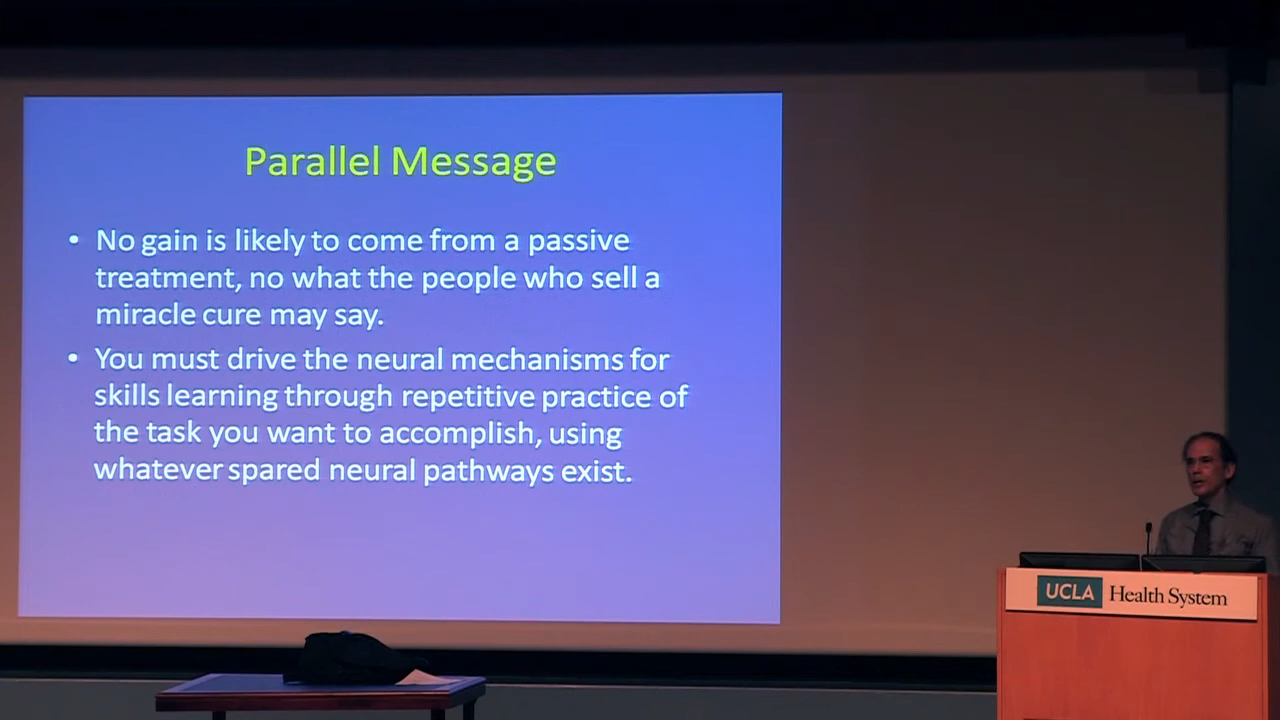 Parallel Message
• No gain is likely to come from a passive
treatment, no what the people who sell a
miracle cure may say.
• You must drive the neural mechanisms for
skills learning through repetitive practice of
the task you want to accomplish, using
whatever spared neural pathways exist.
UCLA Health System